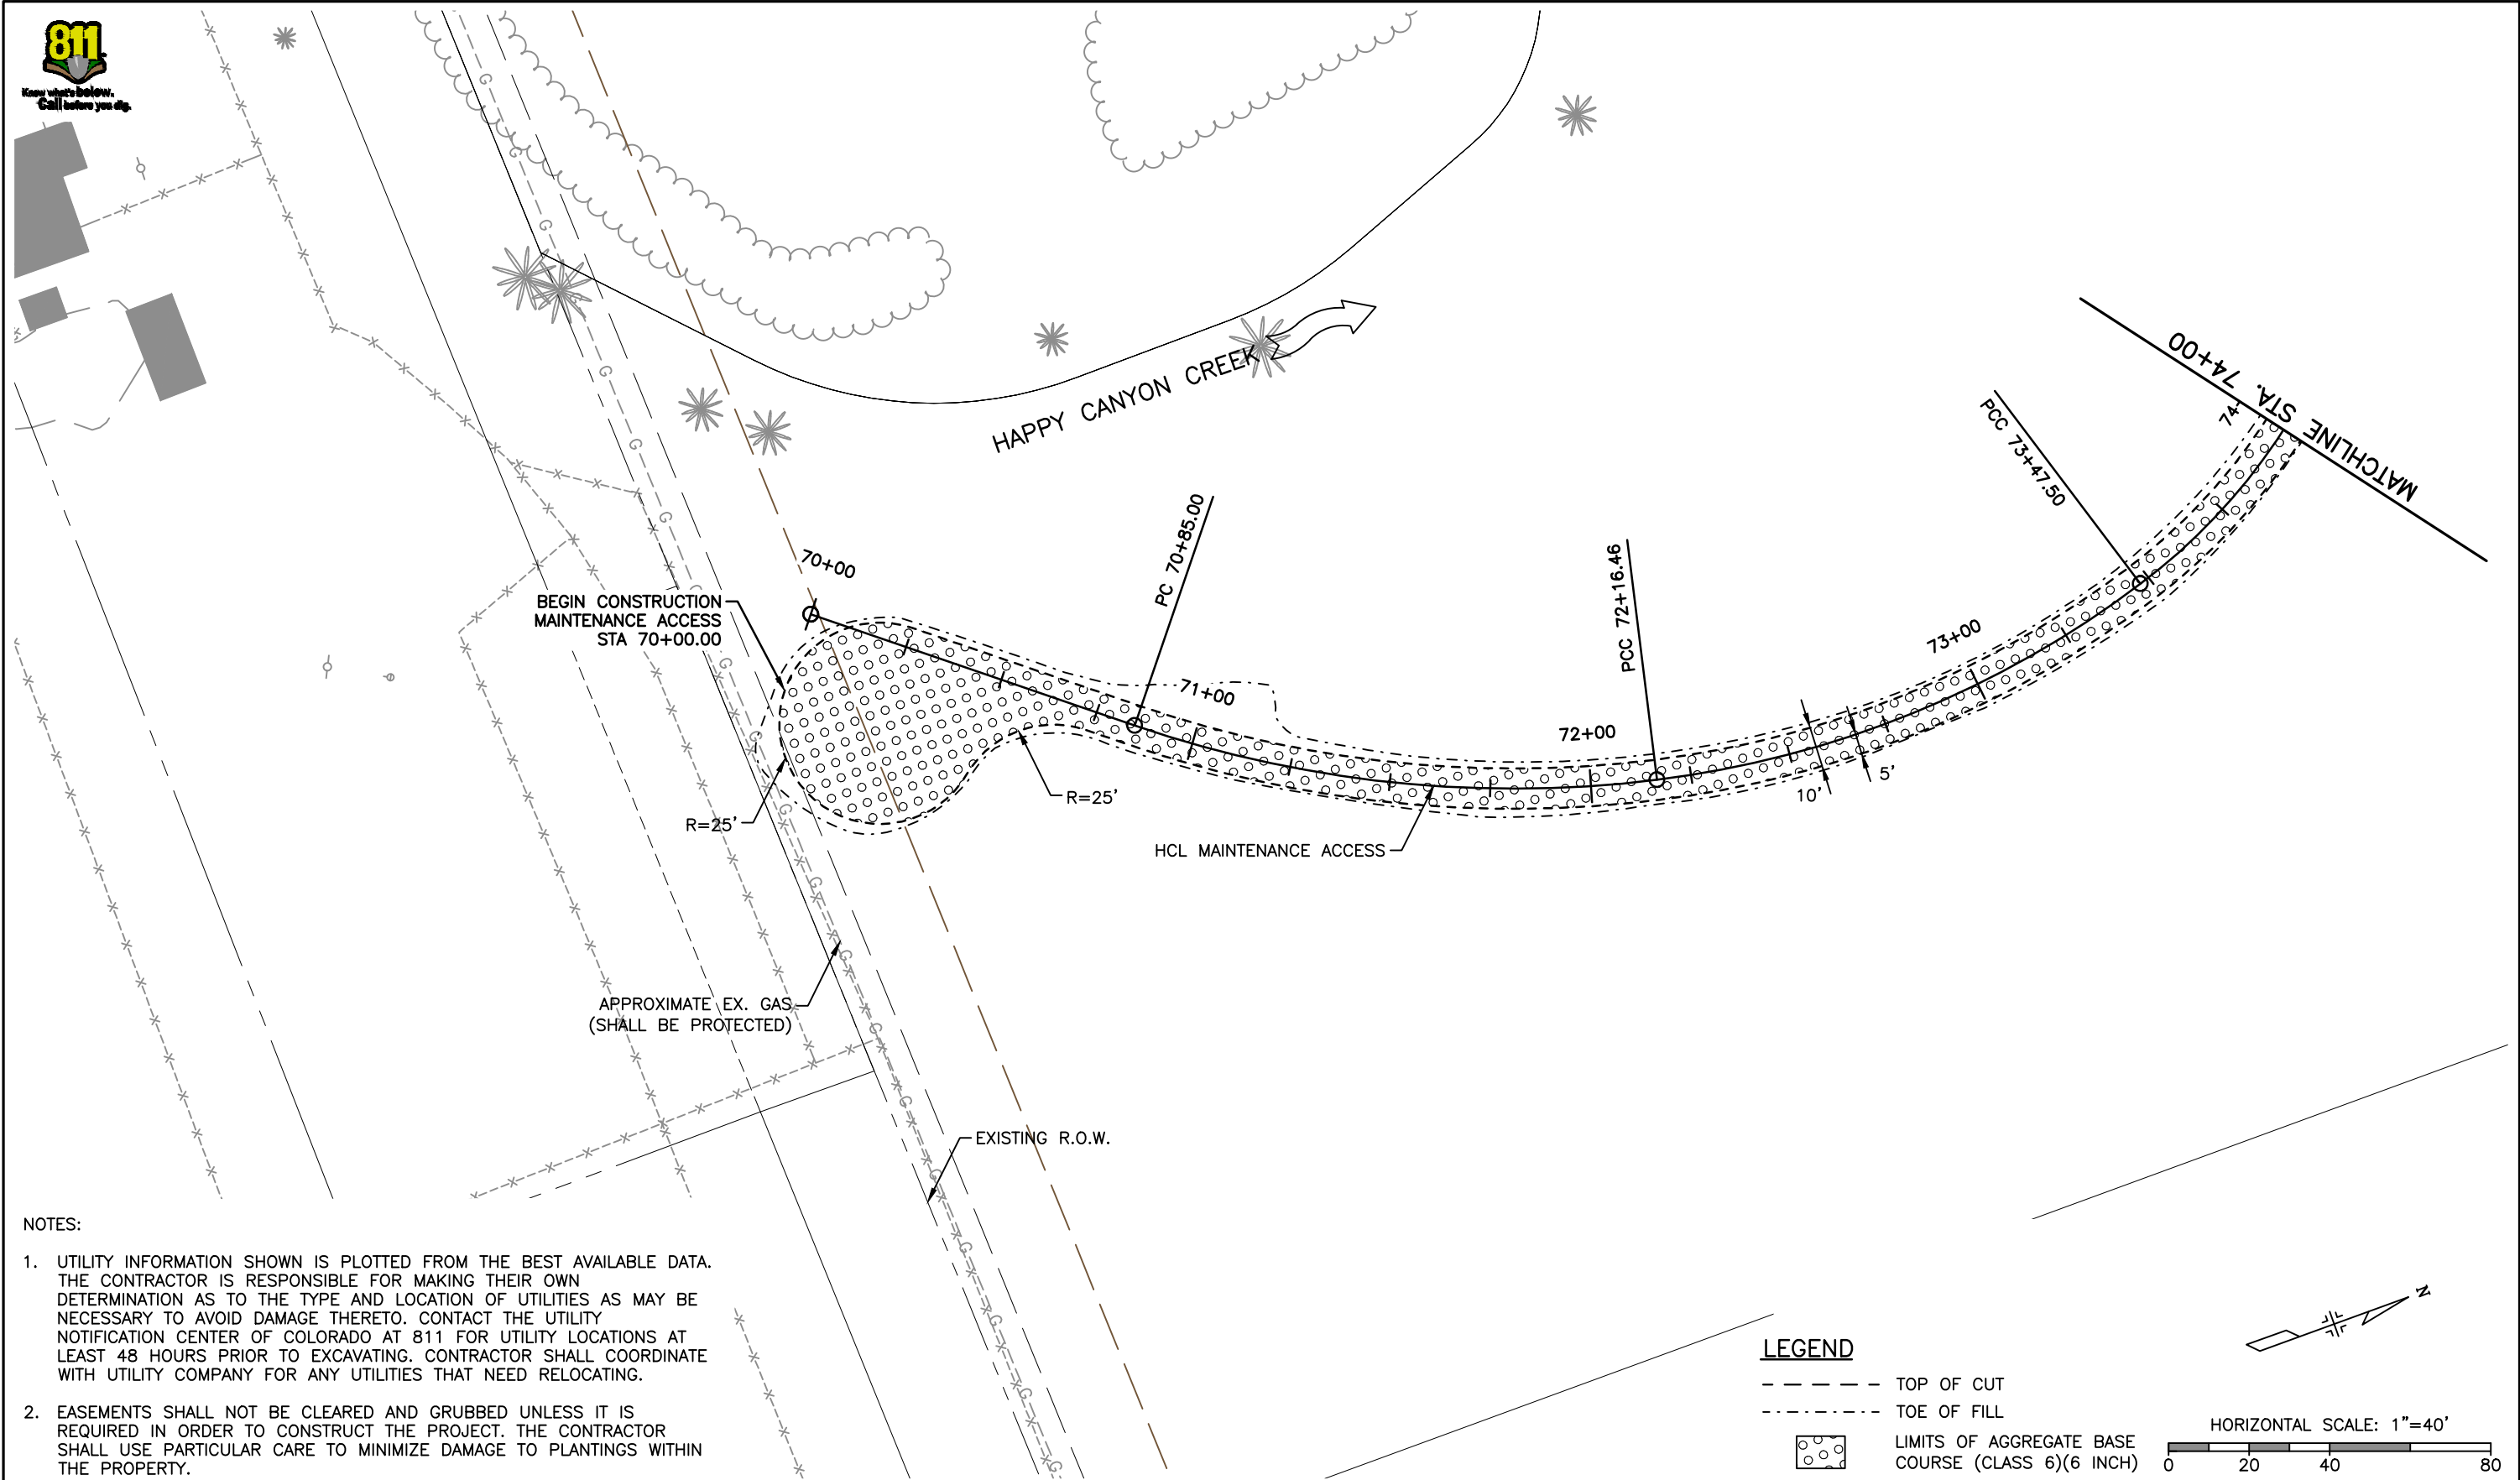 811
Know what's below.
Call before you dig.
HAPPY CANYON CREEK
MATCHLINE STA. 74+00
74
PCC 73+47.50
73+00
PCC 72+16.46
72+00
PC 70+85.00
71+00
70+00
BEGIN CONSTRUCTION
MAINTENANCE ACCESS
STA 70+00.00
R=25'
R=25'
10'
5'
HCL MAINTENANCE ACCESS
APPROXIMATE EX. GAS
(SHALL BE PROTECTED)
EXISTING R.O.W.
G G G G G G G G G G G G G G G G G G G G
NOTES:
1. UTILITY INFORMATION SHOWN IS PLOTTED FROM THE BEST AVAILABLE DATA.
THE CONTRACTOR IS RESPONSIBLE FOR MAKING THEIR OWN
DETERMINATION AS TO THE TYPE AND LOCATION OF UTILITIES AS MAY BE
NECESSARY TO AVOID DAMAGE THERETO. CONTACT THE UTILITY
NOTIFICATION CENTER OF COLORADO AT 811 FOR UTILITY LOCATIONS AT
LEAST 48 HOURS PRIOR TO EXCAVATING. CONTRACTOR SHALL COORDINATE
WITH UTILITY COMPANY FOR ANY UTILITIES THAT NEED RELOCATING.
2. EASEMENTS SHALL NOT BE CLEARED AND GRUBBED UNLESS IT IS
REQUIRED IN ORDER TO CONSTRUCT THE PROJECT. THE CONTRACTOR
SHALL USE PARTICULAR CARE TO MINIMIZE DAMAGE TO PLANTINGS WITHIN
THE PROPERTY.
LEGEND
TOP OF CUT
TOE OF FILL
LIMITS OF AGGREGATE BASE
COURSE (CLASS 6)(6 INCH)
N
HORIZONTAL SCALE: 1"=40'
0 20 40 80